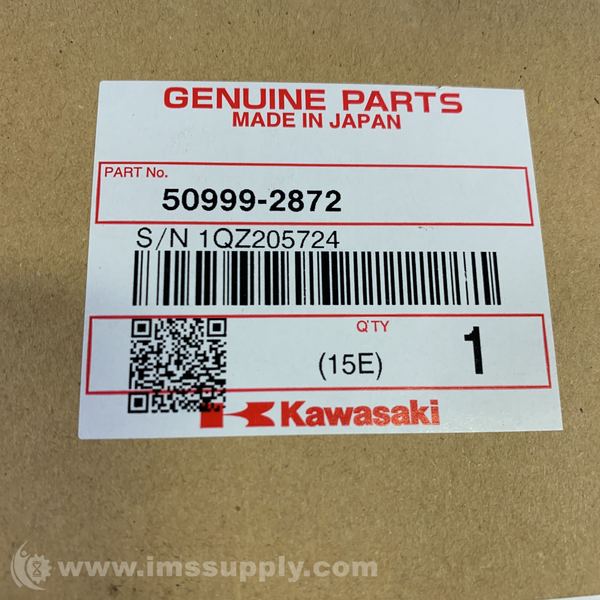 GENUINE PARTS
MADE IN JAPAN
PART No.
50999-2872
S/N 1QZ205724
Q'TY
(15E) 1
Kawasaki
www.imssupply.com